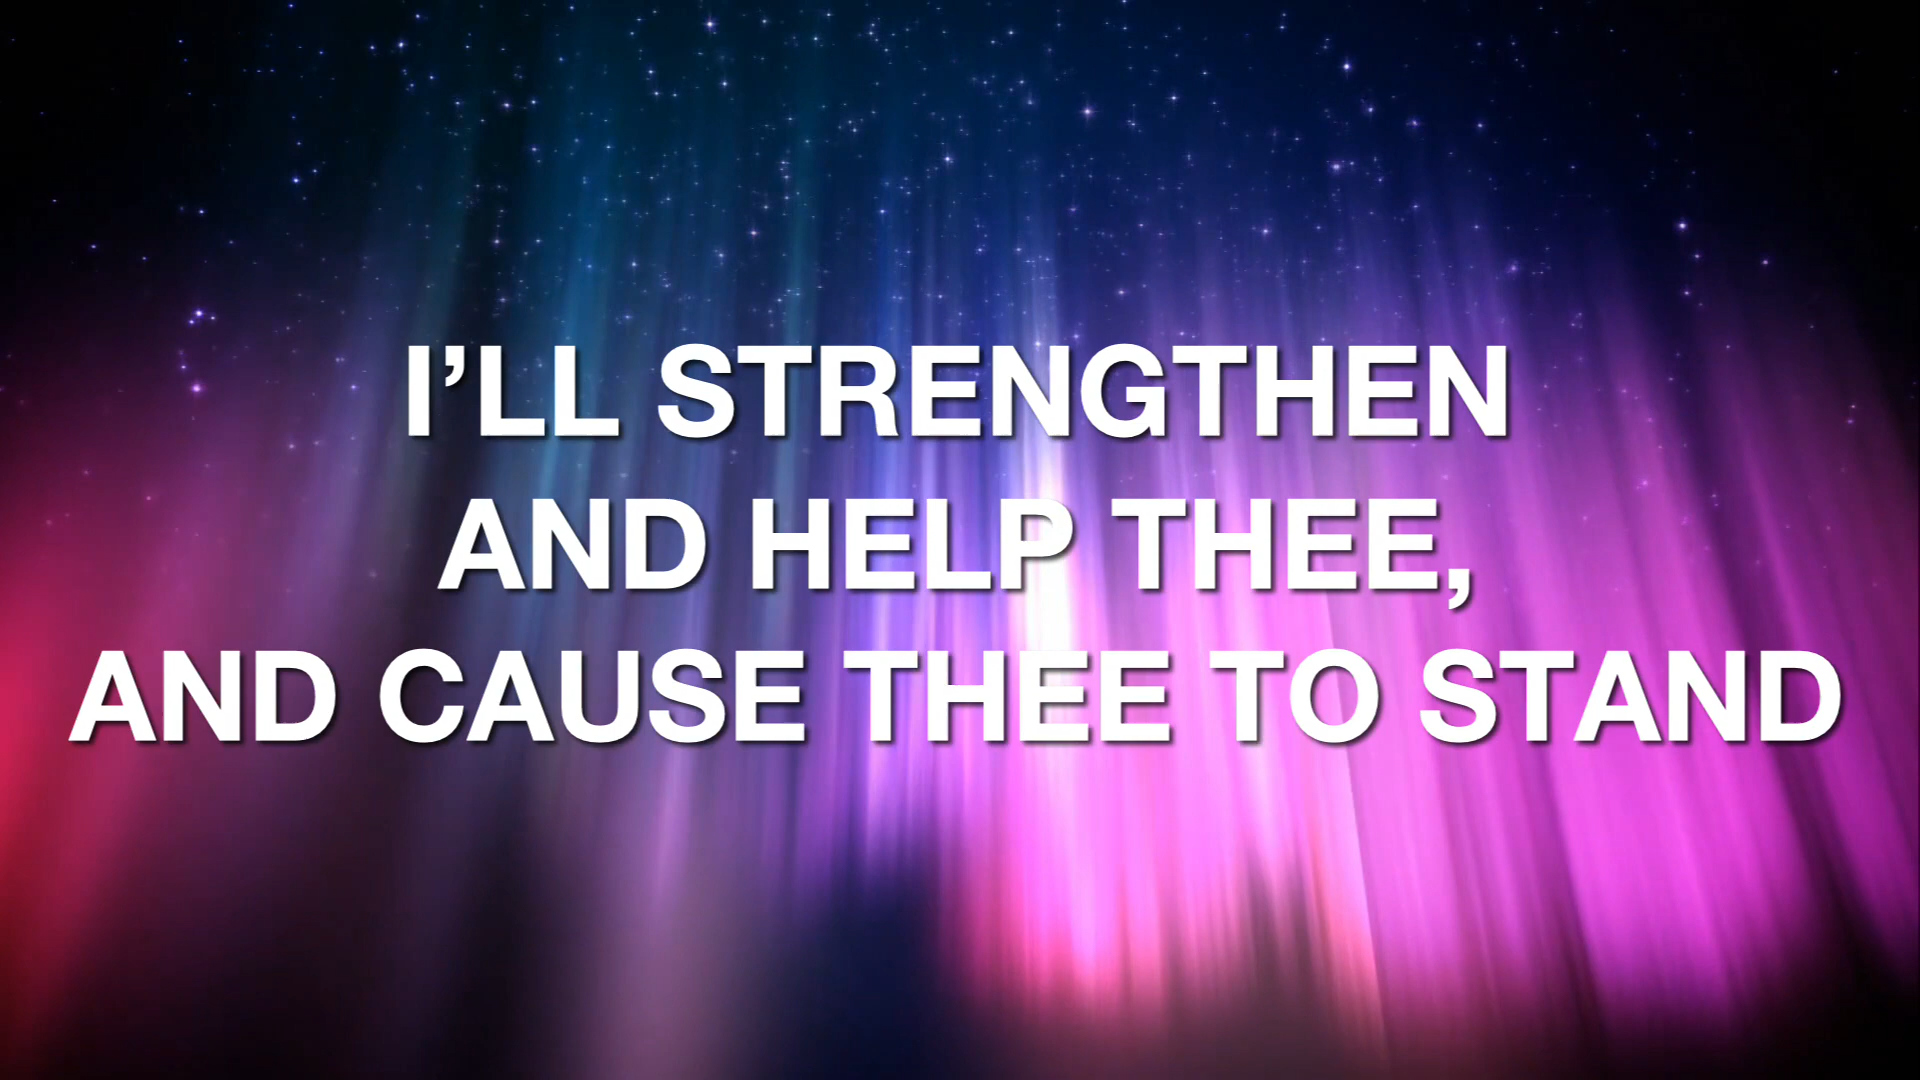 I’LL STRENGTHEN
AND HELP THEE,
AND CAUSE THEE TO STAND